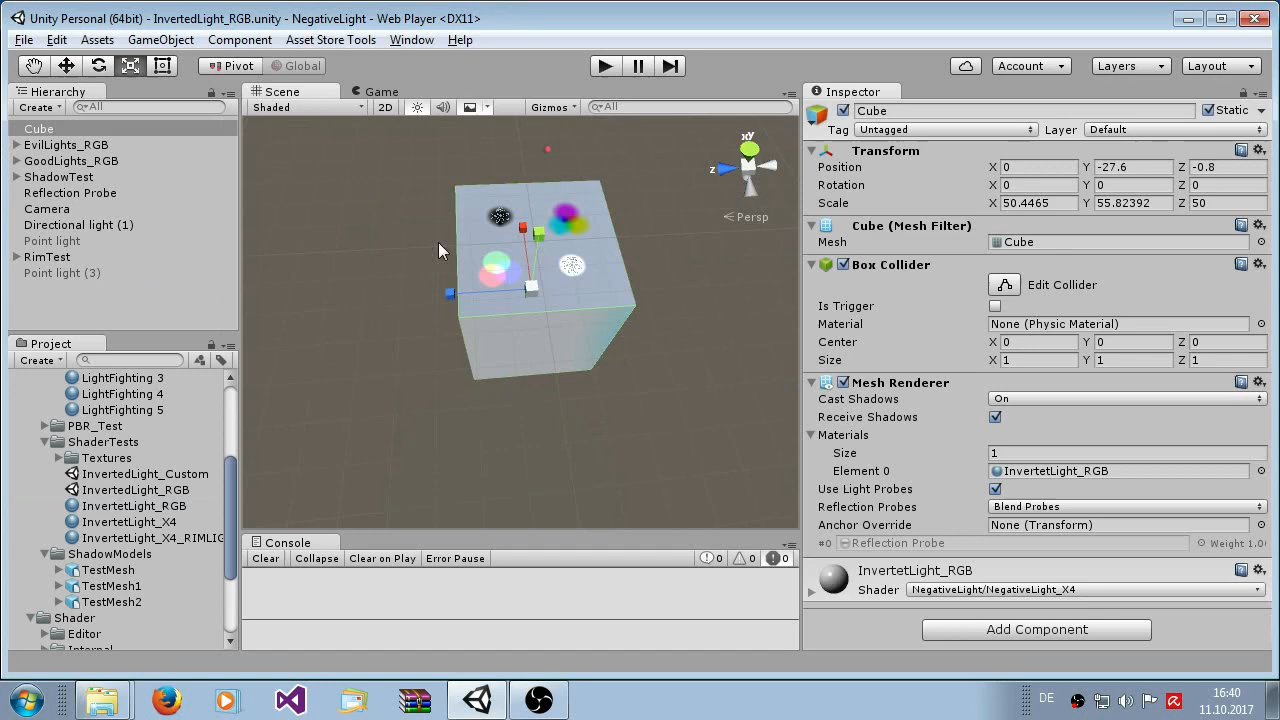 Unity Personal (64bit) - InvertedLight_RGB.unity - NegativeLight - Web Player <DX11>
File Edit Assets GameObject Component Asset Store Tools Window Help
Pivot Global Account Layers Layout
Hierarchy
Create All
Cube
EvilLights_RGB
GoodLights_RGB
ShadowTest
Reflection Probe
Camera
Directional light (1)
Point light
RimTest
Point light (3)
Project
Create
LightFighting 3
LightFighting 4
LightFighting 5
PBR_Test
ShaderTests
Textures
InvertedLight_Custom
InvertedLight_RGB
InvertetLight_RGB
InvertetLight_X4
InvertetLight_X4_RIMLIG
ShadowModels
TestMesh
TestMesh1
TestMesh2
Shader
Editor
Internal
Scene Game
Shaded 2D Gizmos All
y
x
z
Persp
Console
Clear Collapse Clear on Play Error Pause 0 0 0
Inspector
Cube Static
Tag Untagged Layer Default
Transform
Position X 0 Y -27.6 Z -0.8
Rotation X 0 Y 0 Z 0
Scale X 50.4465 Y 55.82392 Z 50
Cube (Mesh Filter)
Mesh Cube
Box Collider
Edit Collider
Is Trigger
Material None (Physic Material)
Center X 0 Y 0 Z 0
Size X 1 Y 1 Z 1
Mesh Renderer
Cast Shadows On
Receive Shadows
Materials
Size 1
Element 0 InvertetLight_RGB
Use Light Probes
Reflection Probes Blend Probes
Anchor Override None (Transform)
#0 Reflection Probe Weight 1.0
InvertetLight_RGB
Shader NegativeLight/NegativeLight_X4
Add Component
DE
16:40
11.10.2017